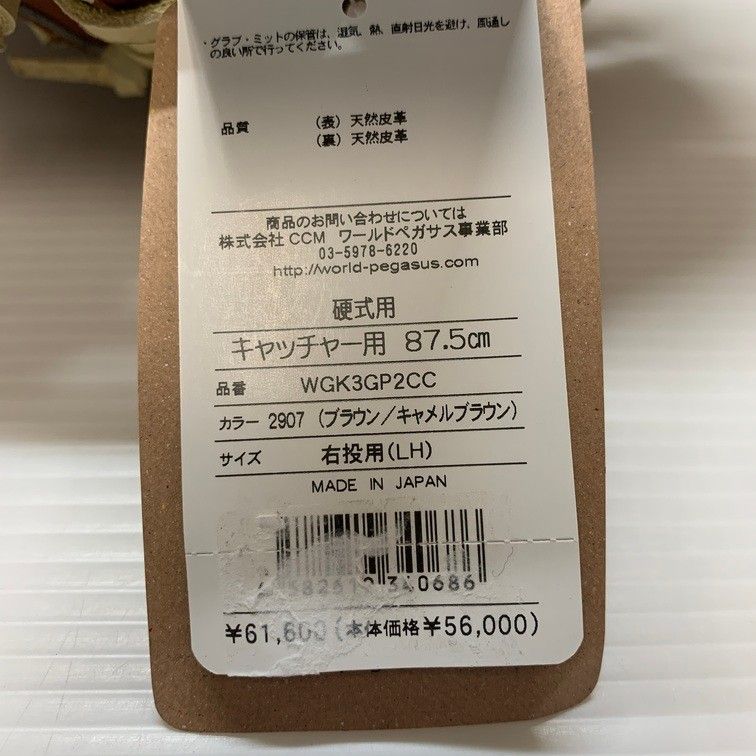 ・グラブ・ミットの保管は、湿気、熱、直射日光を避け、風通し
の良い所で行ってください。
品質 (表) 天然皮革
(裏) 天然皮革
商品のお問い合わせについては
株式会社CCM ワールドペガサス事業部
03-5978-6220
http://world-pegasus.com
硬式用
キャッチャー用 87.5cm
品番 WGK3GP2CC
カラー 2907 (ブラウン/キャメルブラウン)
サイズ 右投用(LH)
MADE IN JAPAN
¥61,600 (本体価格¥56,000)